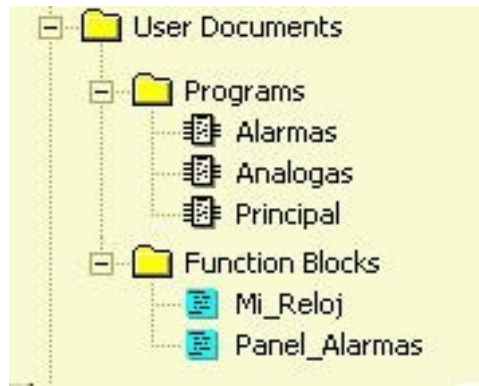 User Documents
Programs
Alarmas
Analogas
Principal
Function Blocks
Mi_Reloj
Panel_Alarmas